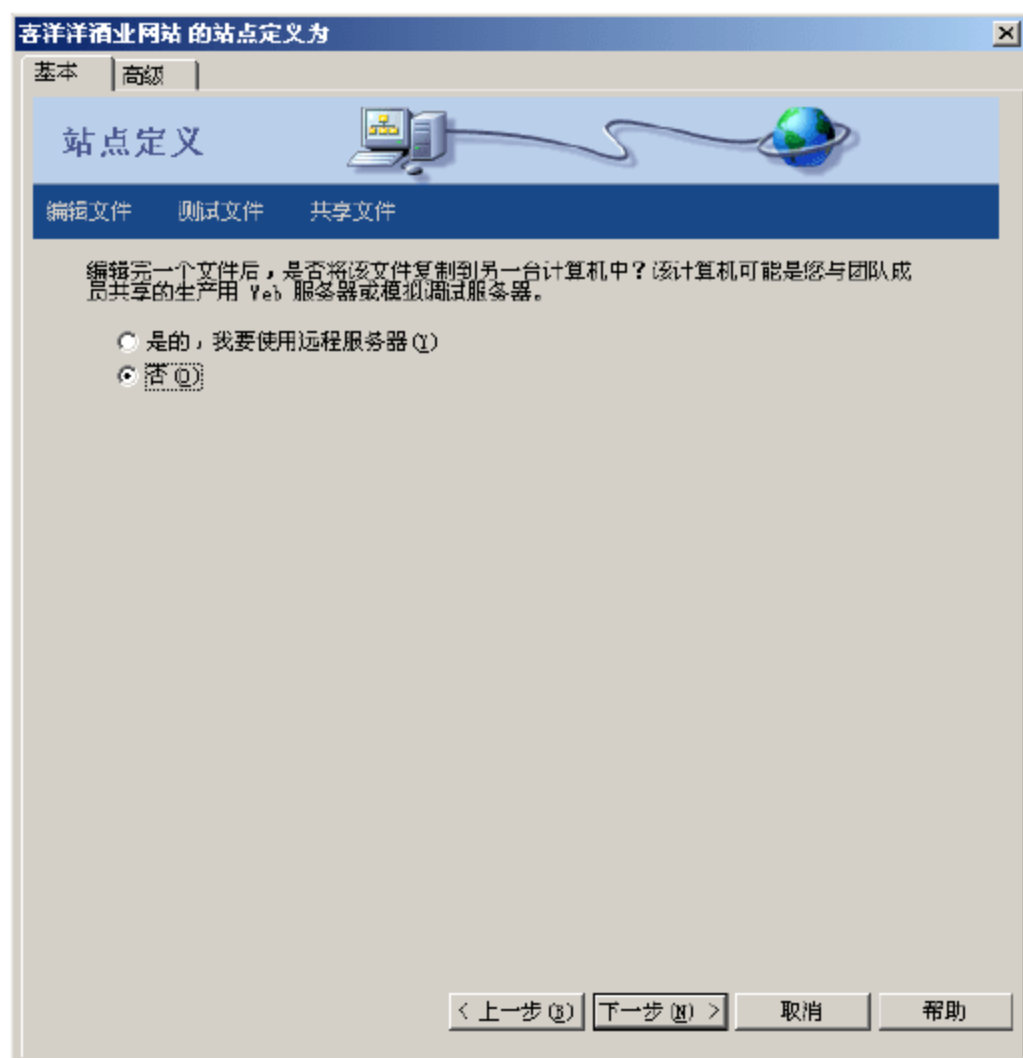 喜洋洋酒业网站 的站点定义为
基本 高级
站点定义
编辑文件 测试文件 共享文件
编辑完一个文件后，是否将该文件复制到另一台计算机中？该计算机可能是您与团队成
员共享的生产用 Web 服务器或模拟调试服务器。
是的，我要使用远程服务器(Y)
否(O)
< 上一步(B) 下一步(N) > 取消 帮助